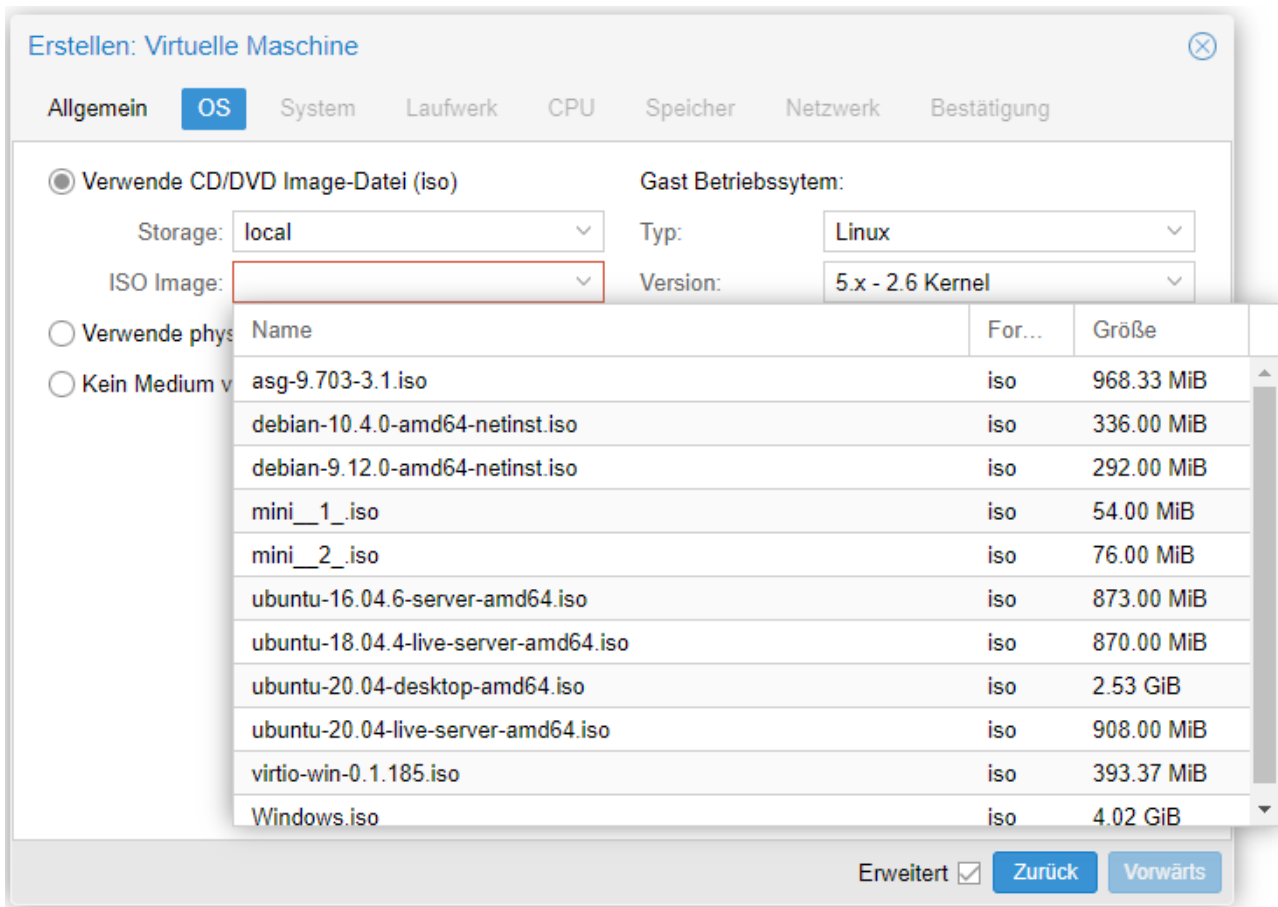 Erstellen: Virtuelle Maschine
Allgemein OS System Laufwerk CPU Speicher Netzwerk Bestätigung
Verwende CD/DVD Image-Datei (iso) Gast Betriebssytem:
Storage: local Typ: Linux
ISO Image: Version: 5.x - 2.6 Kernel
Verwende phys
Kein Medium v
Name For... Größe
asg-9.703-3.1.iso iso 968.33 MiB
debian-10.4.0-amd64-netinst.iso iso 336.00 MiB
debian-9.12.0-amd64-netinst.iso iso 292.00 MiB
mini__1_.iso iso 54.00 MiB
mini__2_.iso iso 76.00 MiB
ubuntu-16.04.6-server-amd64.iso iso 873.00 MiB
ubuntu-18.04.4-live-server-amd64.iso iso 870.00 MiB
ubuntu-20.04-desktop-amd64.iso iso 2.53 GiB
ubuntu-20.04-live-server-amd64.iso iso 908.00 MiB
virtio-win-0.1.185.iso iso 393.37 MiB
Windows.iso iso 4.02 GiB
Erweitert Zurück Vorwärts